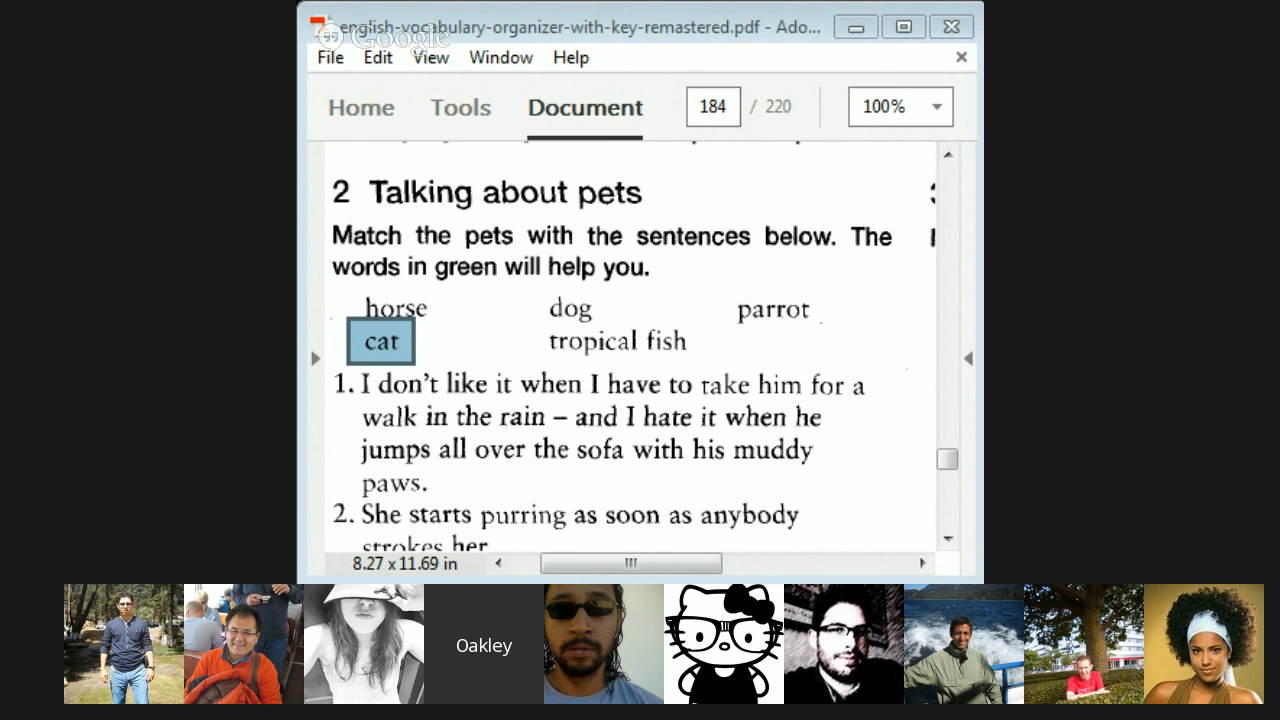 english-vocabulary-organizer-with-key-remastered.pdf - Ado...
Google
File Edit View Window Help
Home Tools Document 184 / 220 100%
2 Talking about pets
Match the pets with the sentences below. The
words in green will help you.
horse dog parrot
cat tropical fish
1. I don't like it when I have to take him for a
walk in the rain – and I hate it when he
jumps all over the sofa with his muddy
paws.
2. She starts purring as soon as anybody
strokes her
8.27 x 11.69 in
Oakley